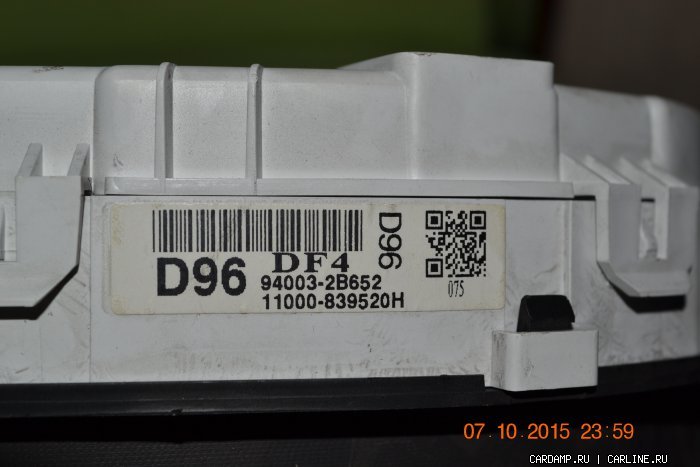 D96
DF4
D96
94003-2B652
11000-839520H
075
07.10.2015 23:59
CARDAMP.RU | CARLINE.RU